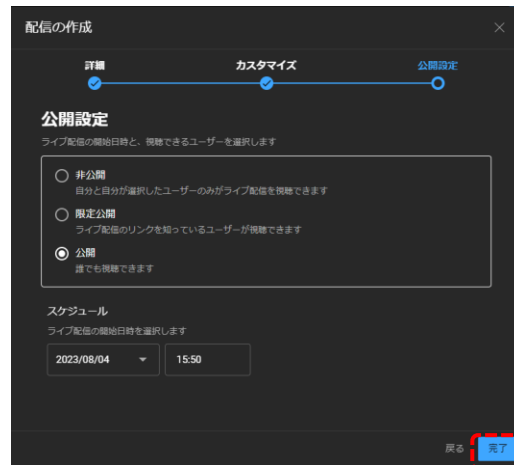 配信の作成
詳細
カスタマイズ
公開設定
公開設定
ライブ配信の開始日時と、視聴できるユーザーを選択します
非公開
自分と自分が選択したユーザーのみがライブ配信を視聴できます
限定公開
ライブ配信のリンクを知っているユーザーが視聴できます
公開
誰でも視聴できます
スケジュール
ライブ配信の開始日時を選択します
2023/08/04 15:50
戻る 完了